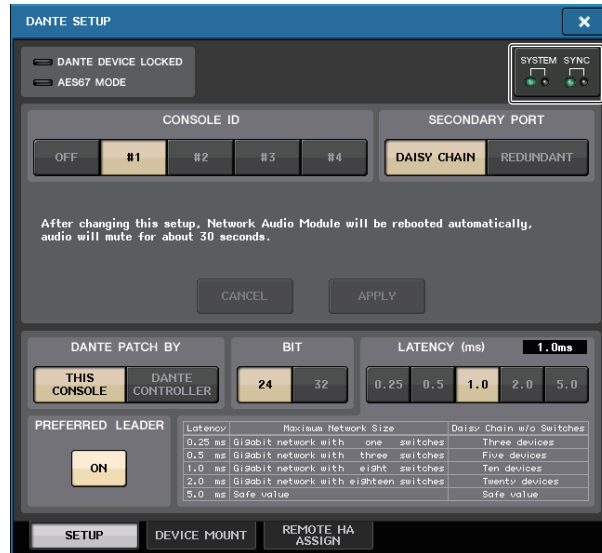 DANTE SETUP
DANTE DEVICE LOCKED
AES67 MODE
SYSTEM SYNC
CONSOLE ID
OFF #1 #2 #3 #4
SECONDARY PORT
DAISY CHAIN REDUNDANT
After changing this setup, Network Audio Module will be rebooted automatically,
audio will mute for about 30 seconds.
CANCEL APPLY
DANTE PATCH BY
THIS CONSOLE DANTE CONTROLLER
BIT
24 32
LATENCY (ms) 1.0ms
0.25 0.5 1.0 2.0 5.0
PREFERRED LEADER
ON
Latency Maximum Network Size Daisy Chain w/o Switches
0.25 ms Gigabit network with one switches Three devices
0.5 ms Gigabit network with three switches Five devices
1.0 ms Gigabit network with eight switches Ten devices
2.0 ms Gigabit network with eighteen switches Twenty devices
5.0 ms Safe value Safe value
SETUP DEVICE MOUNT REMOTE HA ASSIGN